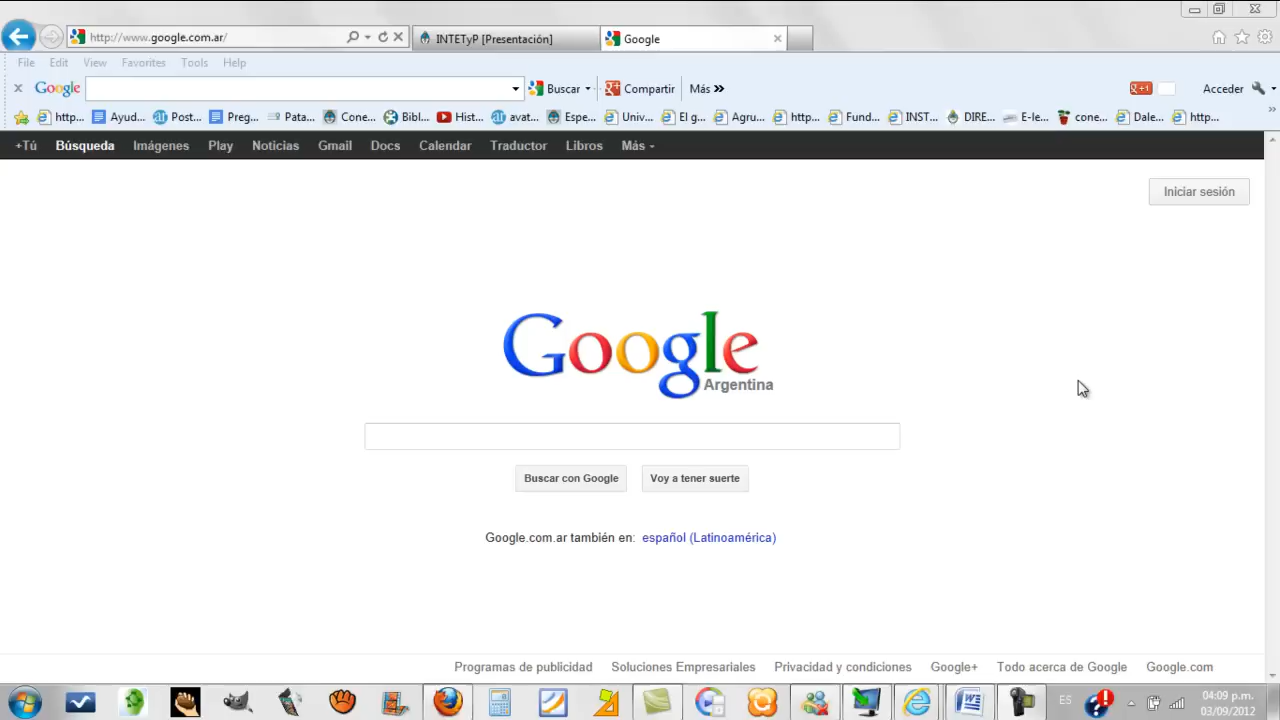 http://www.google.com.ar/
INTETyP [Presentación]
Google
File Edit View Favorites Tools Help
Google
Buscar
Compartir
Más
+1
Acceder
http... Ayud... Post... Preg... Pata... Cone... Bibl... Hist... avat... Espe... Univ... El g... Agru... http... Fund... INST... DIRE... E-le... cone... Dale... http...
+Tú Búsqueda Imágenes Play Noticias Gmail Docs Calendar Traductor Libros Más
Iniciar sesión
Google
Argentina
Buscar con Google
Voy a tener suerte
Google.com.ar también en: español (Latinoamérica)
Programas de publicidad Soluciones Empresariales Privacidad y condiciones Google+ Todo acerca de Google Google.com
ES
04:09 p.m.
03/09/2012